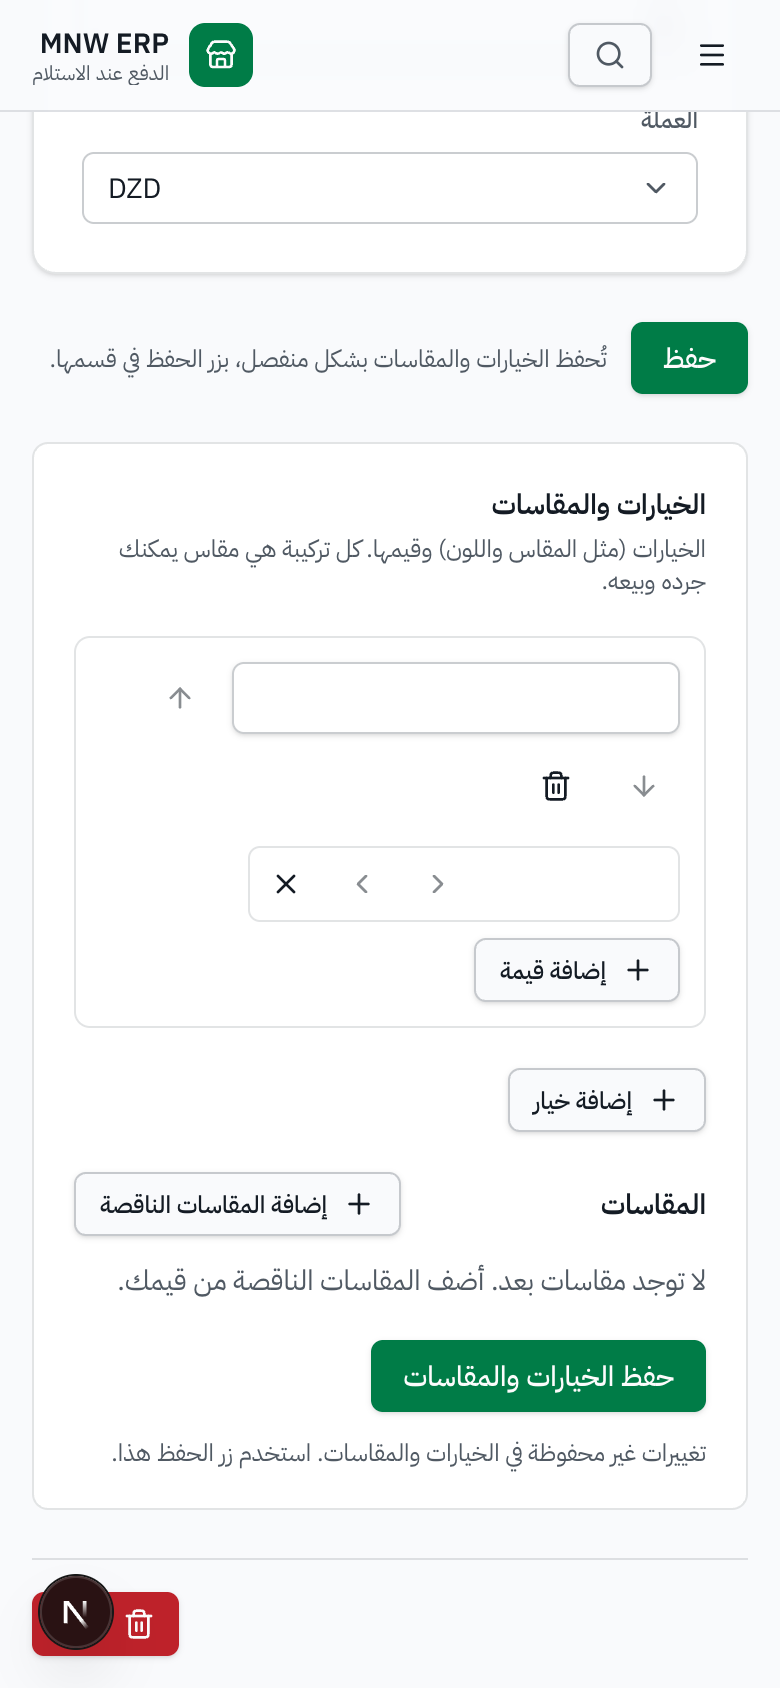 MNW ERP
الدفع عند الاستلام
العملة
DZD
حفظ
تُحفظ الخيارات والمقاسات بشكل منفصل، بزر الحفظ في قسمها.
الخيارات والمقاسات
الخيارات (مثل المقاس واللون) وقيمها. كل تركيبة هي مقاس يمكنك
جرده وبيعه.
إضافة قيمة
إضافة خيار
المقاسات
إضافة المقاسات الناقصة
لا توجد مقاسات بعد. أضف المقاسات الناقصة من قيمك.
حفظ الخيارات والمقاسات
تغييرات غير محفوظة في الخيارات والمقاسات. استخدم زر الحفظ هذا.
N